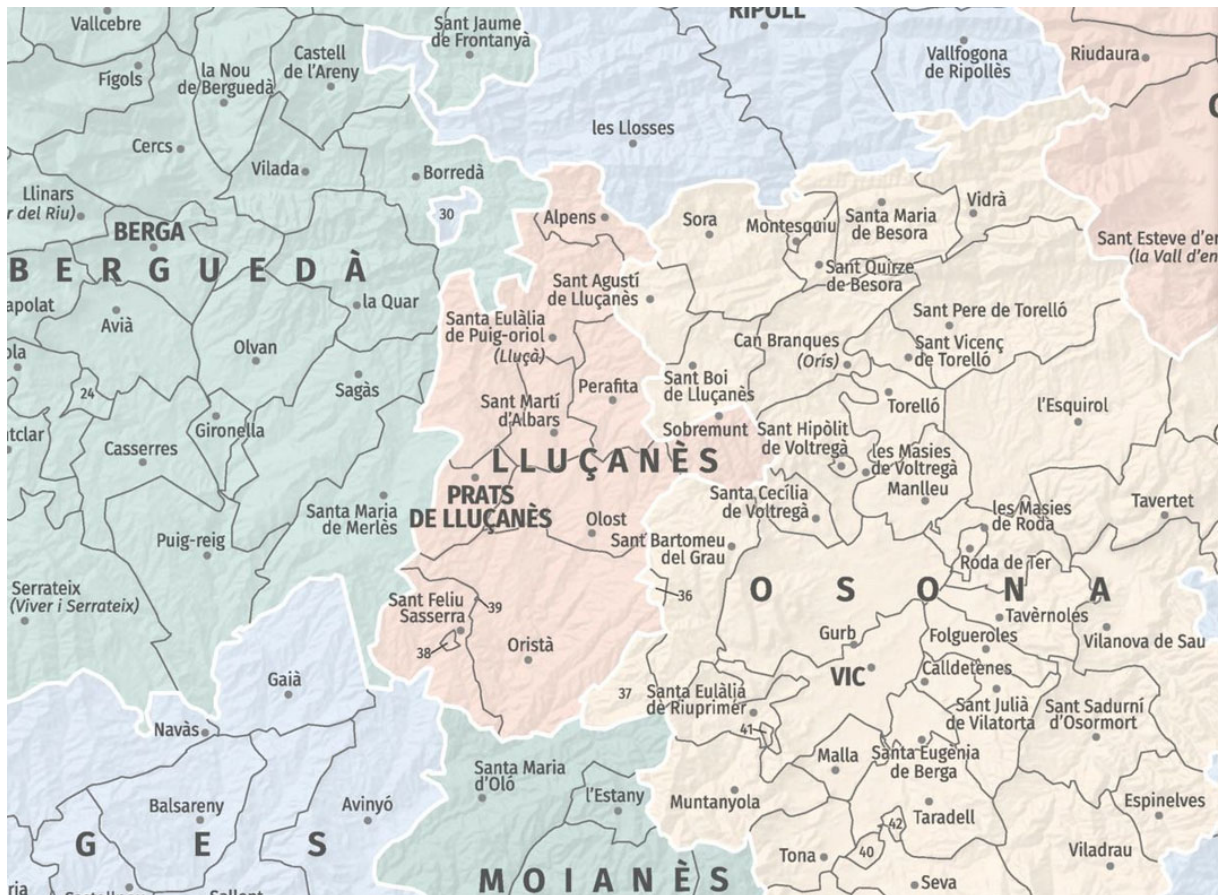 Vallcebre
Sant Jaume
de Frontanyà
RIPOLL
Castell
de l'Areny
la Nou
de Berguedà
Fígols
Vallfogona
de Ripollès
Riudaura
les Llosses
Cercs
Vilada
Borredà
Llinars
r del Riu)
30
Alpens
Sora
Montesquiu
Santa Maria
de Besora
Vidrà
BERGA
BERGUEDÀ
Sant Esteve d'en
(la Vall d'en
Sant Quirze
de Besora
Sant Agustí
de Lluçanès
apolat
Avià
la Quar
Santa Eulàlia
de Puig-oriol
(Lluçà)
Sant Pere de Torelló
Olvan
Can Branques
(Orís)
Sant Vicenç
de Torelló
ola
24
Sagàs
Perafita
Sant Boi
de Lluçanès
Torelló
l'Esquirol
Sant Martí
d'Albars
Gironella
Sobremunt
Sant Hipòlit
de Voltregà
ntclar
Casserres
LLUÇANÈS
les Masies
de Voltregà
Manlleu
PRATS
DE LLUÇANÈS
Santa Cecília
de Voltregà
Santa Maria
de Merlès
Olost
les Masies
de Roda
Tavertet
Puig-reig
Sant Bartomeu
del Grau
Roda de Ter
Serrateix
(Viver i Serrateix)
Sant Feliu
Sasserra
39
36
OSONA
Tavèrnoles
Gurb
Folgueroles
Vilanova de Sau
38
Oristà
VIC
Calldetenes
Gaià
37
Santa Eulàlia
de Riuprimer
Sant Julià
de Vilatorta
Sant Sadurní
d'Osormort
Navàs
41
Malla
Santa Eugènia
de Berga
Santa Maria
d'Oló
l'Estany
Muntanyola
Balsareny
Avinyó
Taradell
Espinelves
42
GES
40
Tona
Viladrau
MOIANÈS
Seva
ria